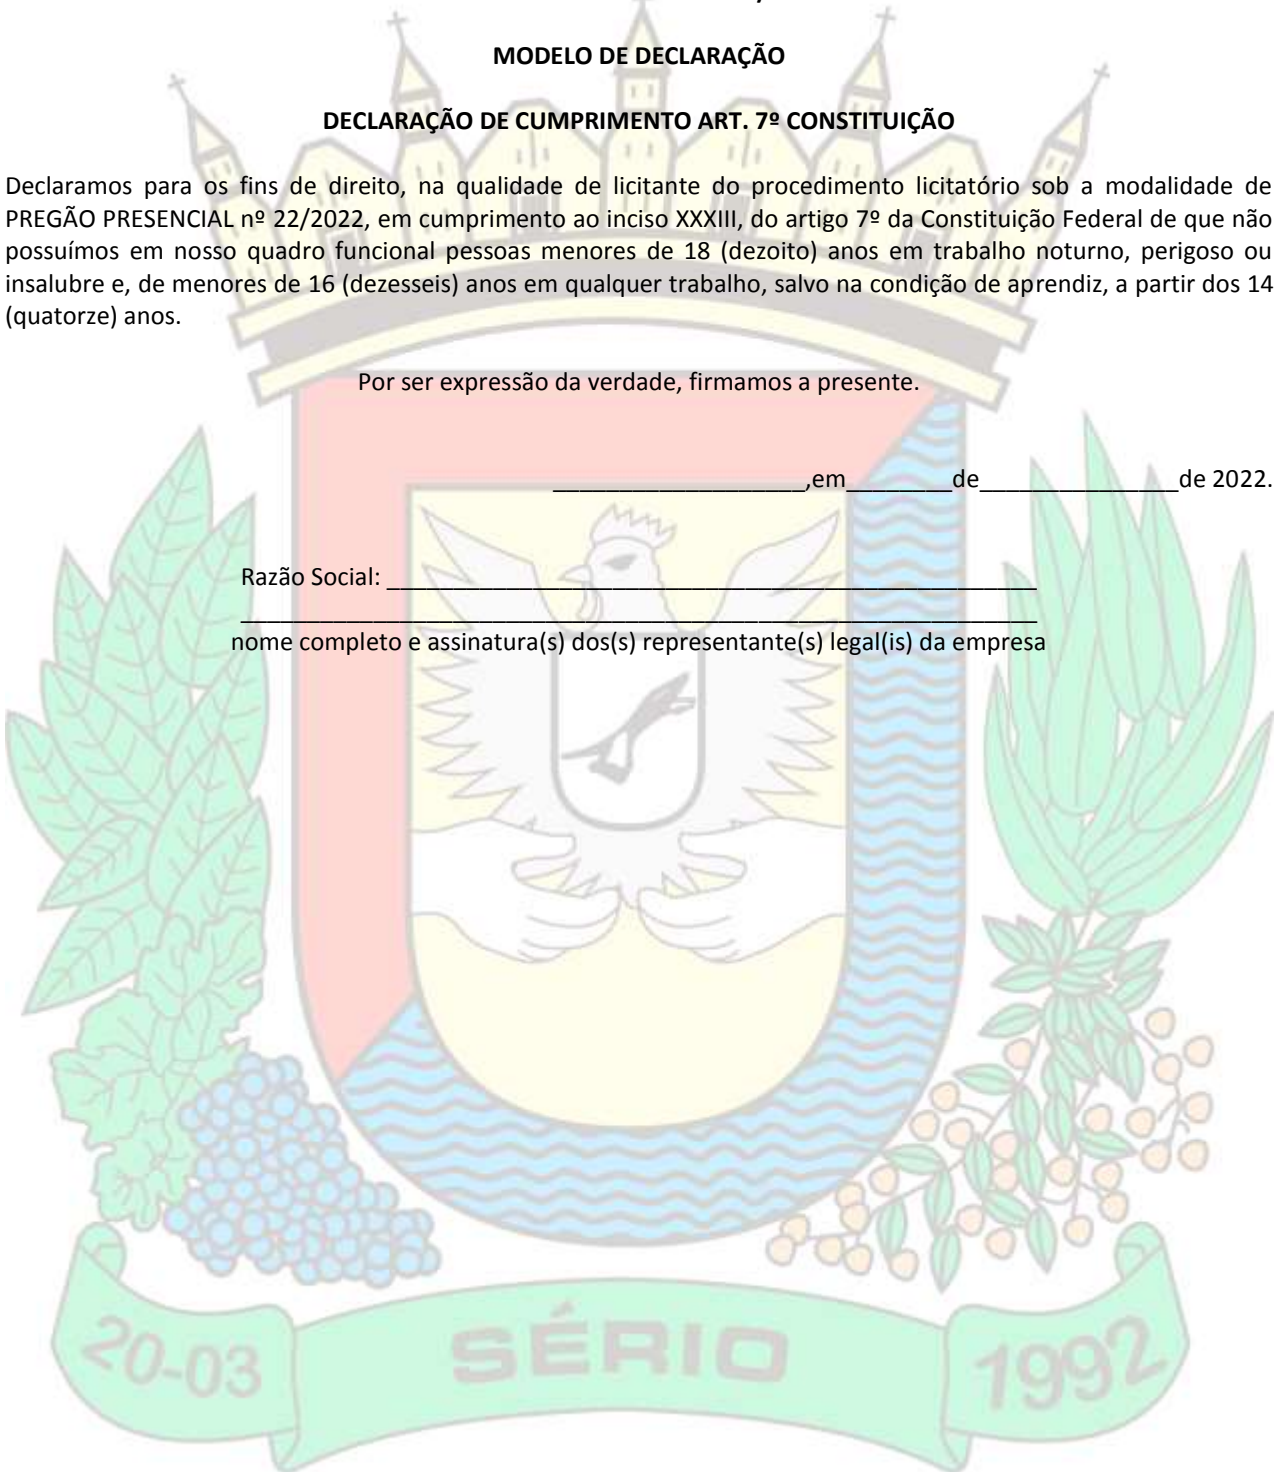 MODELO DE DECLARAÇÃO
DECLARAÇÃO DE CUMPRIMENTO ART. 7º CONSTITUIÇÃO
Declaramos para os fins de direito, na qualidade de licitante do procedimento licitatório sob a modalidade de
PREGÃO PRESENCIAL nº 22/2022, em cumprimento ao inciso XXXIII, do artigo 7º da Constituição Federal de que não
possuímos em nosso quadro funcional pessoas menores de 18 (dezoito) anos em trabalho noturno, perigoso ou
insalubre e, de menores de 16 (dezesseis) anos em qualquer trabalho, salvo na condição de aprendiz, a partir dos 14
(quatorze) anos.
Por ser expressão da verdade, firmamos a presente.
___________________,em________de_______________de 2022.
Razão Social: _________________________________________________
____________________________________________________________
nome completo e assinatura(s) dos(s) representante(s) legal(is) da empresa
20-03 SÉRIO 1992